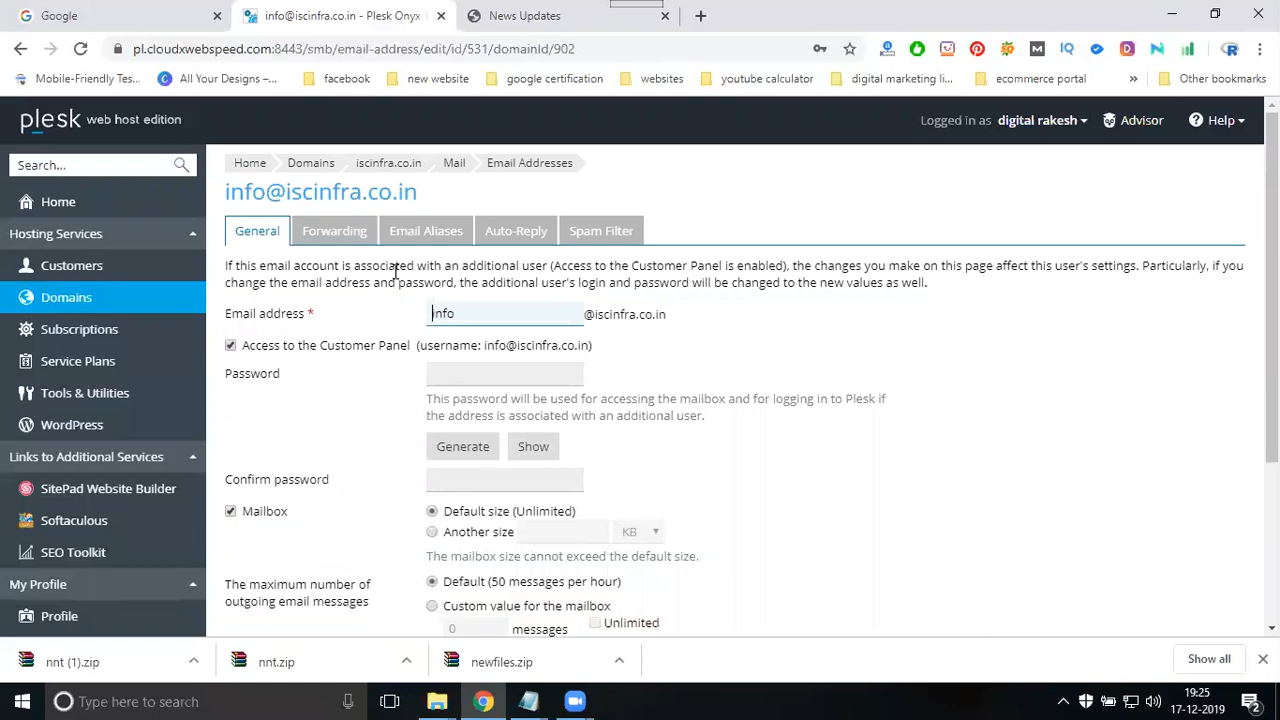 Google
info@iscinfra.co.in - Plesk Onyx
News Updates
pl.cloudxwebspeed.com:8443/smb/email-address/edit/id/531/domainId/902
Mobile-Friendly Tes...
All Your Designs –...
facebook
new website
google certification
websites
youtube calculator
digital marketing li...
ecommerce portal
»
Other bookmarks
plesk web host edition
Logged in as digital rakesh
Advisor
Help
Search...
Home
Domains
iscinfra.co.in
Mail
Email Addresses
info@iscinfra.co.in
Home
Hosting Services
Customers
Domains
Subscriptions
Service Plans
Tools & Utilities
WordPress
Links to Additional Services
SitePad Website Builder
Softaculous
SEO Toolkit
My Profile
Profile
General
Forwarding
Email Aliases
Auto-Reply
Spam Filter
If this email account is associated with an additional user (Access to the Customer Panel is enabled), the changes you make on this page affect this user's settings. Particularly, if you
change the email address and password, the additional user's login and password will be changed to the new values as well.
Email address *
info
@iscinfra.co.in
Access to the Customer Panel (username: info@iscinfra.co.in)
Password
This password will be used for accessing the mailbox and for logging in to Plesk if
the address is associated with an additional user.
Generate
Show
Confirm password
Mailbox
Default size (Unlimited)
Another size
KB
The mailbox size cannot exceed the default size.
The maximum number of
outgoing email messages
Default (50 messages per hour)
Custom value for the mailbox
0
messages
Unlimited
nnt (1).zip
nnt.zip
newfiles.zip
Show all
Type here to search
19:25
17-12-2019
2